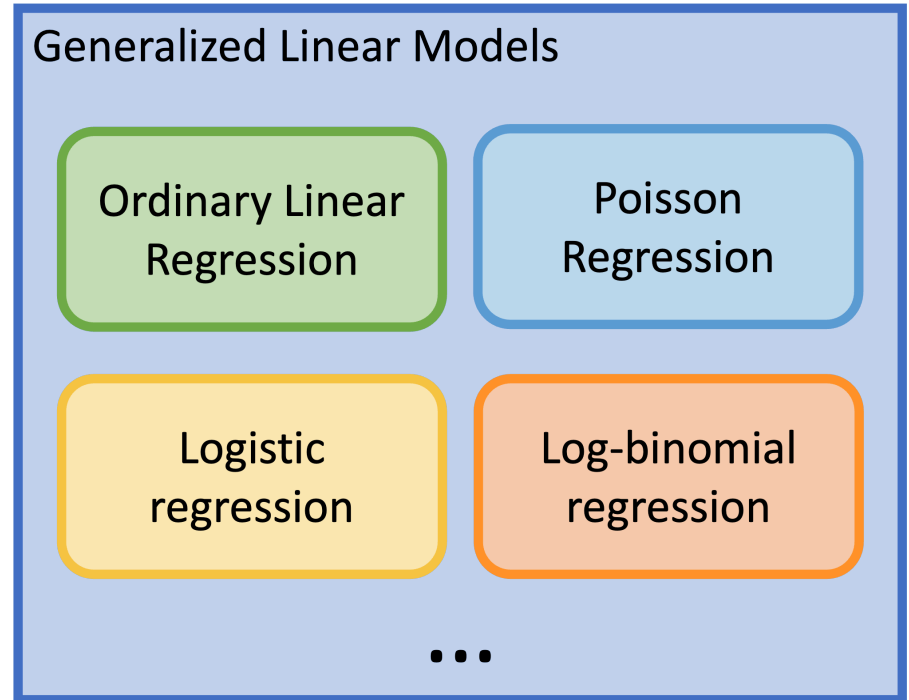 Generalized Linear Models
Ordinary Linear
Regression
Poisson
Regression
Logistic
regression
Log-binomial
regression
...